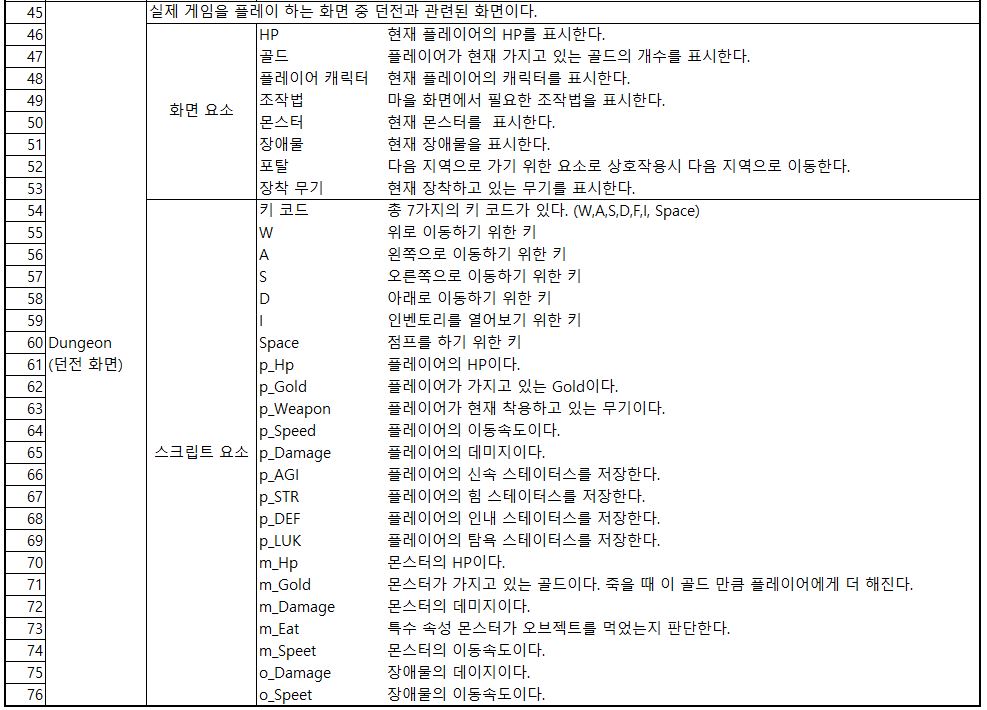 45 실제 게임을 플레이 하는 화면 중 던전과 관련된 화면이다.
46 HP 현재 플레이어의 HP를 표시한다.
47 골드 플레이어가 현재 가지고 있는 골드의 개수를 표시한다.
48 플레이어 캐릭터 현재 플레이어의 캐릭터를 표시한다.
49 화면 요소 조작법 마을 화면에서 필요한 조작법을 표시한다.
50 몬스터 현재 몬스터를 표시한다.
51 장애물 현재 장애물을 표시한다.
52 포탈 다음 지역으로 가기 위한 요소로 상호작용시 다음 지역으로 이동한다.
53 장착 무기 현재 장착하고 있는 무기를 표시한다.
54 키 코드 총 7가지의 키 코드가 있다. (W,A,S,D,F,I, Space)
55 W 위로 이동하기 위한 키
56 A 왼쪽으로 이동하기 위한 키
57 S 오른쪽으로 이동하기 위한 키
58 D 아래로 이동하기 위한 키
59 I 인벤토리를 열어보기 위한 키
60 Dungeon Space 점프를 하기 위한 키
61 (던전 화면) p_Hp 플레이어의 HP이다.
62 p_Gold 플레이어가 가지고 있는 Gold이다.
63 p_Weapon 플레이어가 현재 착용하고 있는 무기이다.
64 p_Speed 플레이어의 이동속도이다.
65 스크립트 요소 p_Damage 플레이어의 데미지이다.
66 p_AGI 플레이어의 신속 스테이터스를 저장한다.
67 p_STR 플레이어의 힘 스테이터스를 저장한다.
68 p_DEF 플레이어의 인내 스테이터스를 저장한다.
69 p_LUK 플레이어의 탐욕 스테이터스를 저장한다.
70 m_Hp 몬스터의 HP이다.
71 m_Gold 몬스터가 가지고 있는 골드이다. 죽을 때 이 골드 만큼 플레이어에게 더 해진다.
72 m_Damage 몬스터의 데미지이다.
73 m_Eat 특수 속성 몬스터가 오브젝트를 먹었는지 판단한다.
74 m_Speet 몬스터의 이동속도이다.
75 o_Damage 장애물의 데이지이다.
76 o_Speet 장애물의 이동속도이다.